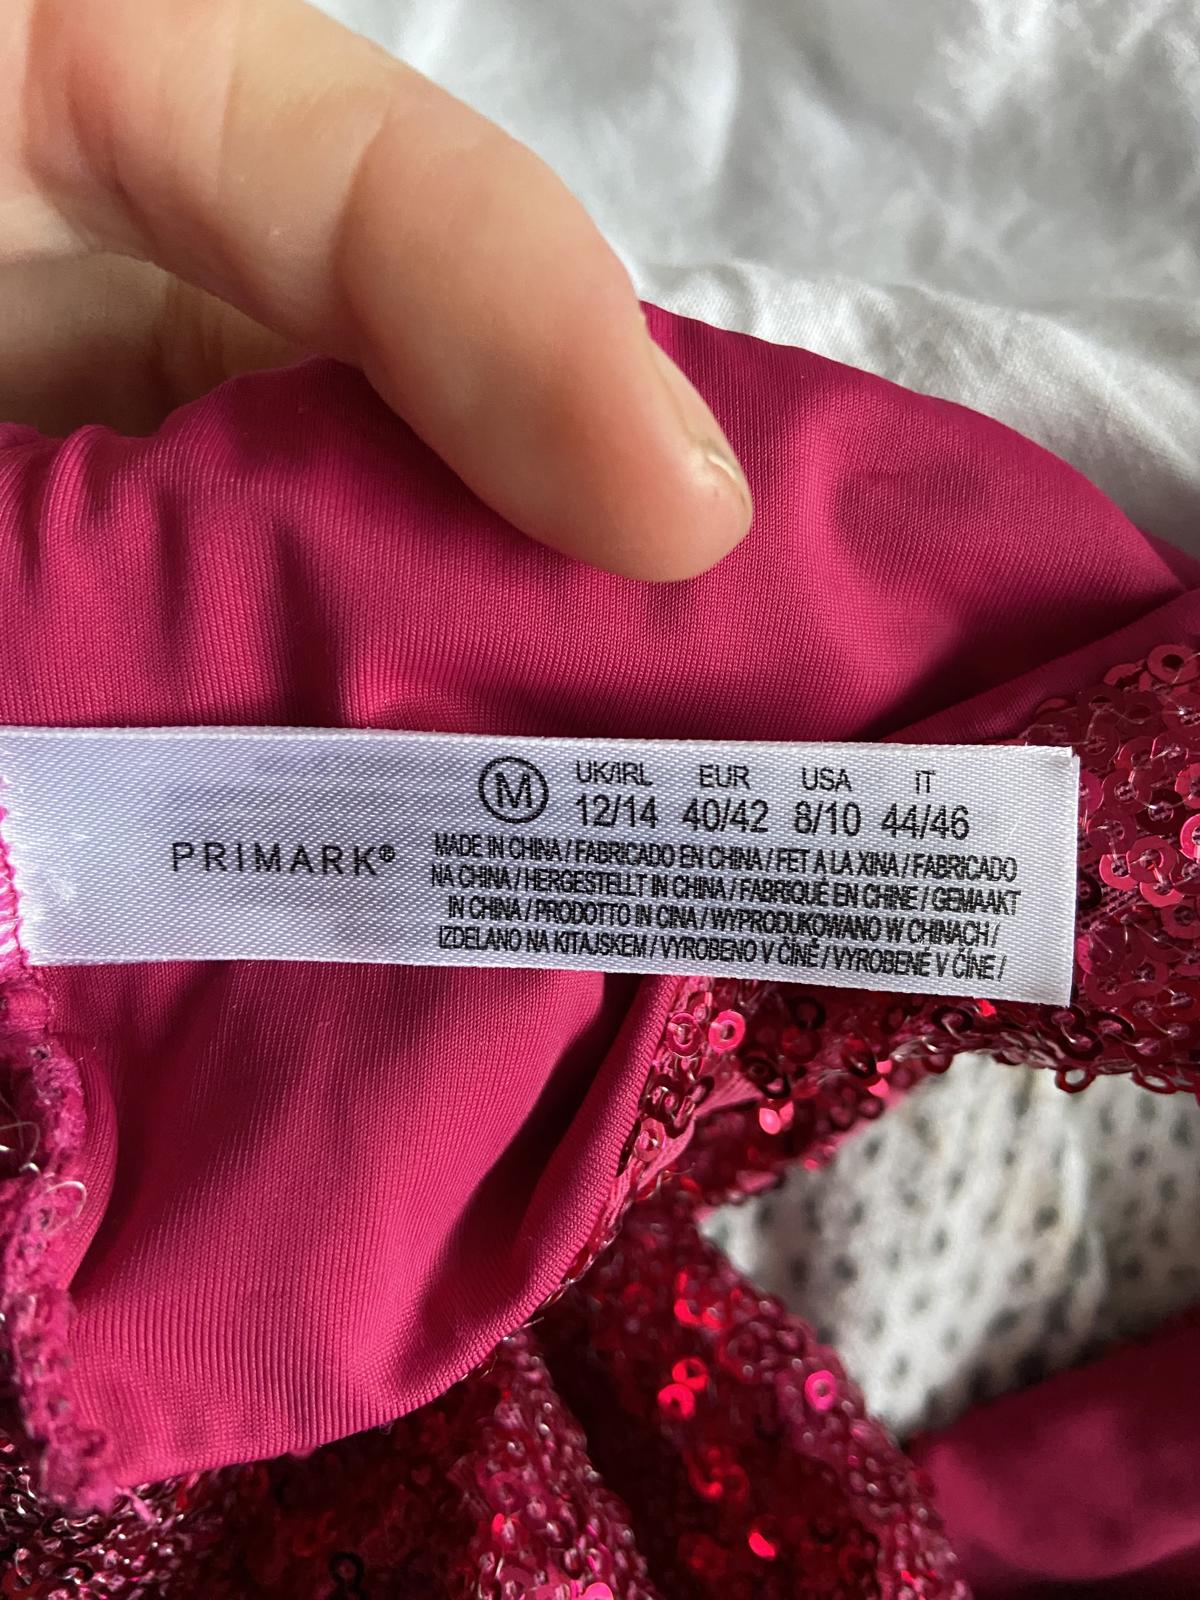 PRIMARK®
M
UK/IRL EUR USA IT
12/14 40/42 8/10 44/46
MADE IN CHINA / FABRICADO EN CHINA / FET A LA XINA / FABRICADO
NA CHINA / HERGESTELLT IN CHINA / FABRIQUÉ EN CHINE / GEMAAKT
IN CHINA / PRODOTTO IN CINA / WYPRODUKOWANO W CHINACH /
IZDELANO NA KITAJSKEM / VYROBENO V ČÍNĚ / VYROBENÉ V ČÍNE /